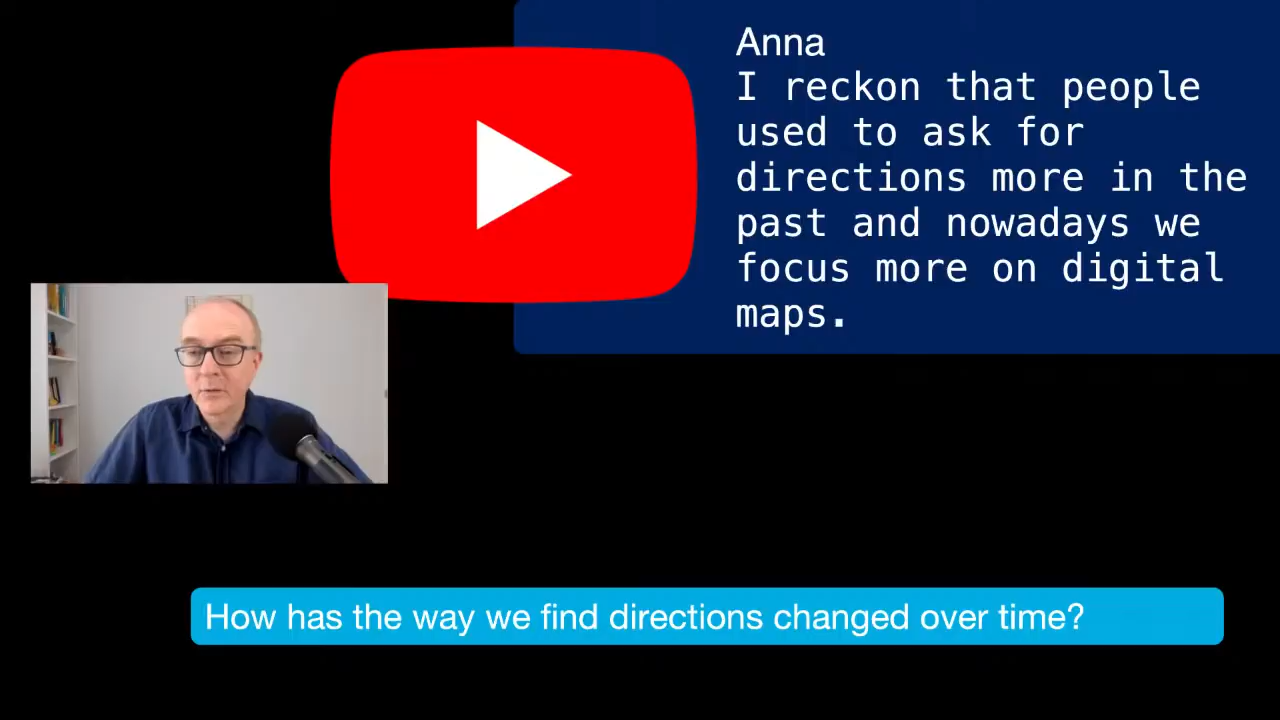 Anna
I reckon that people
used to ask for
directions more in the
past and nowadays we
focus more on digital
maps.
How has the way we find directions changed over time?